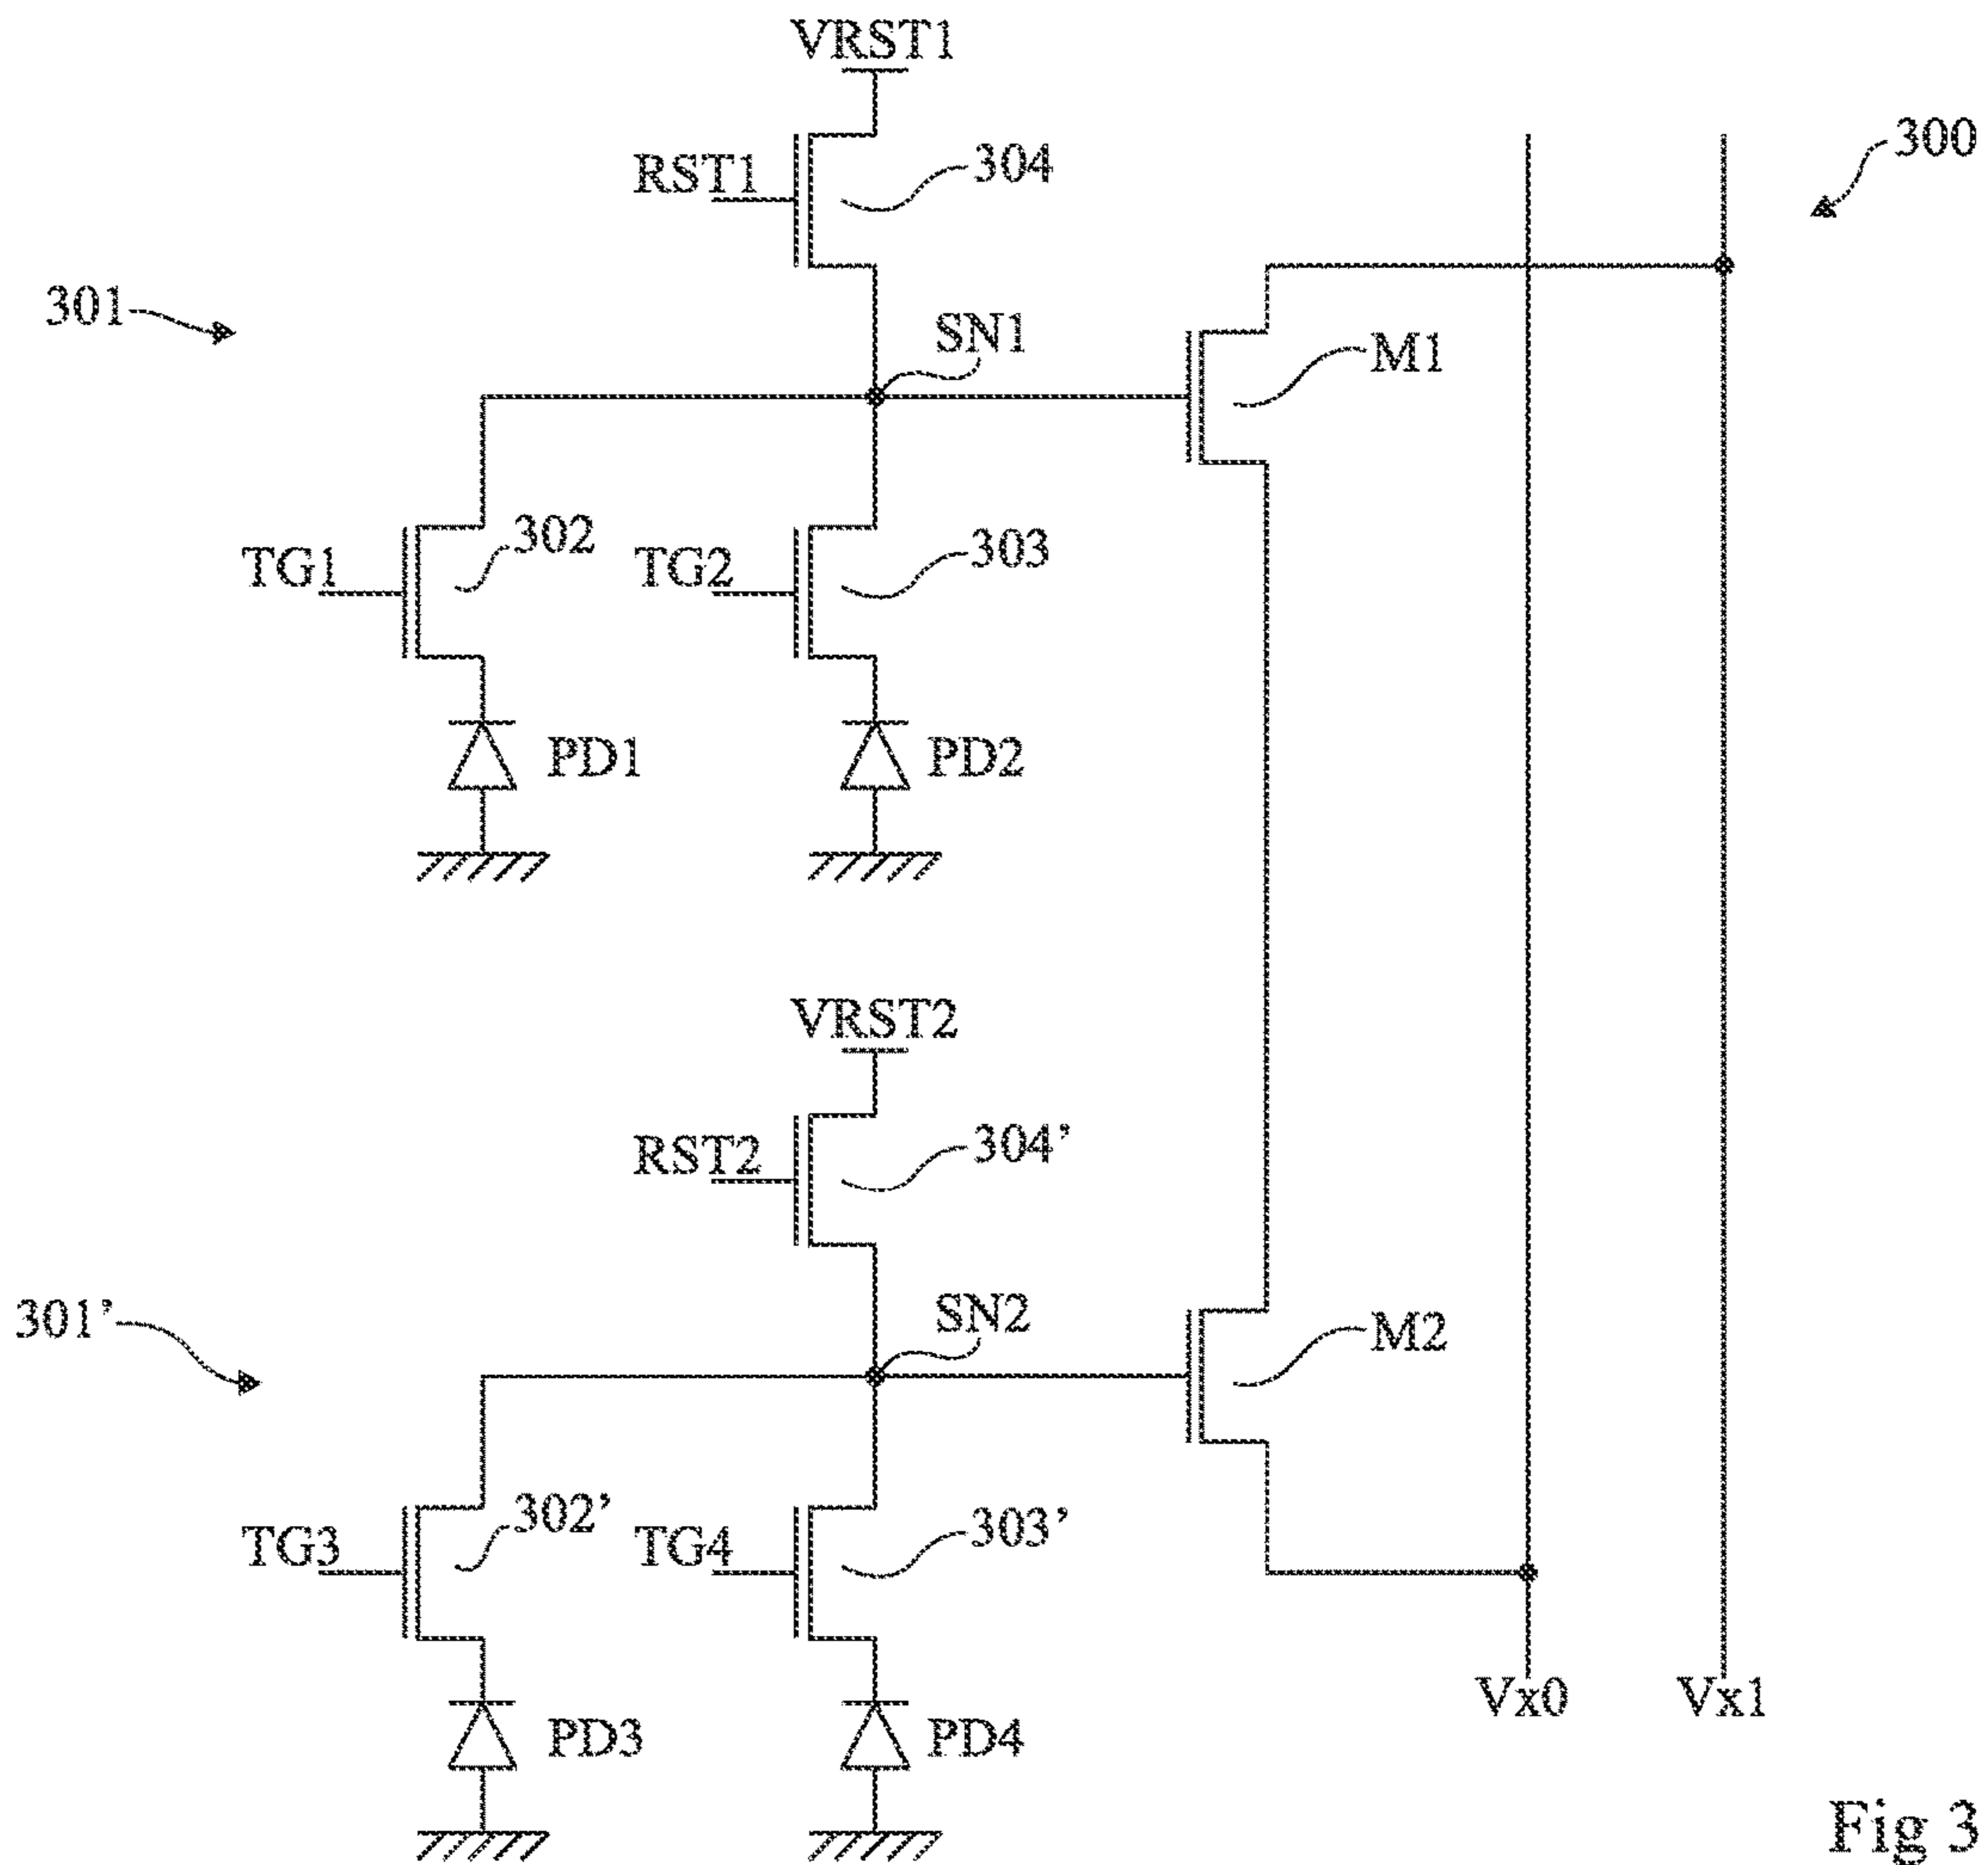 VRST1
300
RST1
304
301
SN1
M1
TG1
302
TG2
303
PD1
PD2
VRST2
RST2
304’
301’
SN2
M2
TG3
302’
TG4
303’
Vx0
Vx1
PD3
PD4
Fig 3